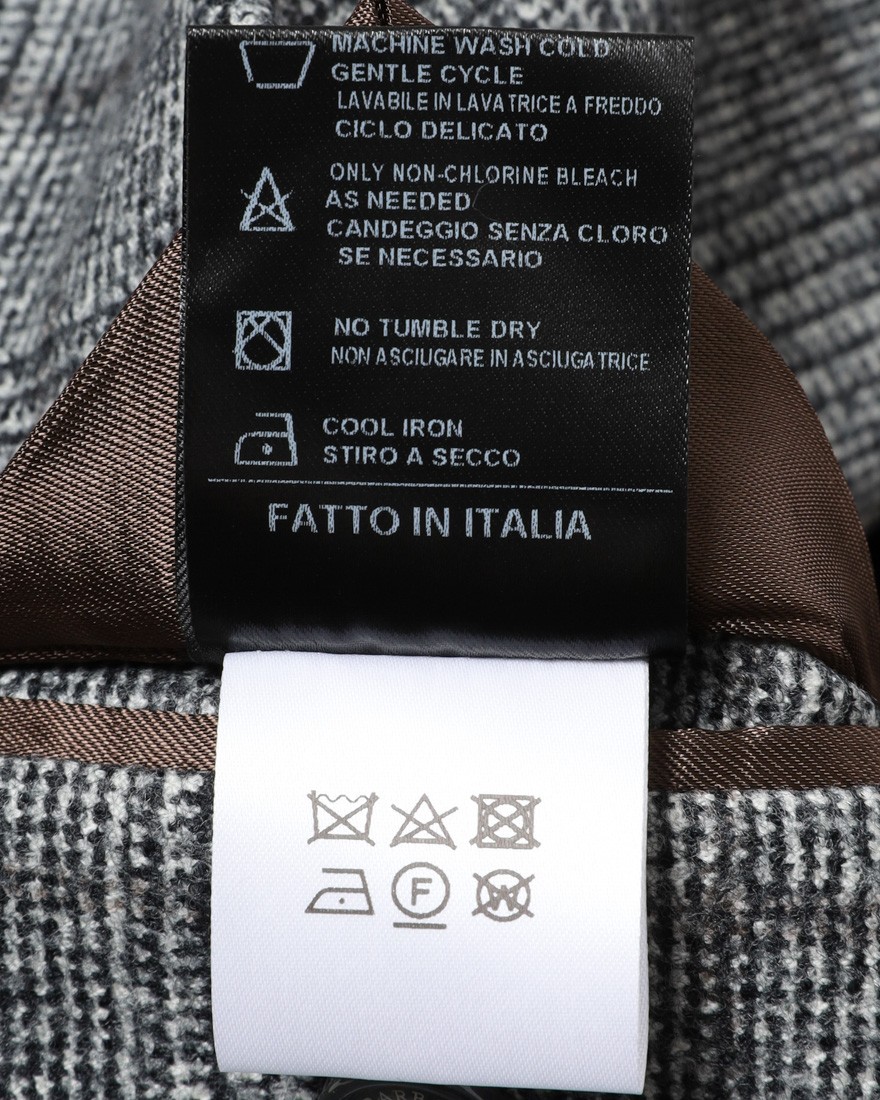 MACHINE WASH COLD
GENTLE CYCLE
LAVABILE IN LAVATRICE A FREDDO
CICLO DELICATO
ONLY NON-CHLORINE BLEACH
AS NEEDED
CANDEGGIO SENZA CLORO
SE NECESSARIO
NO TUMBLE DRY
NON ASCIUGARE IN ASCIUGATRICE
COOL IRON
STIRO A SECCO
FATTO IN ITALIA
F W